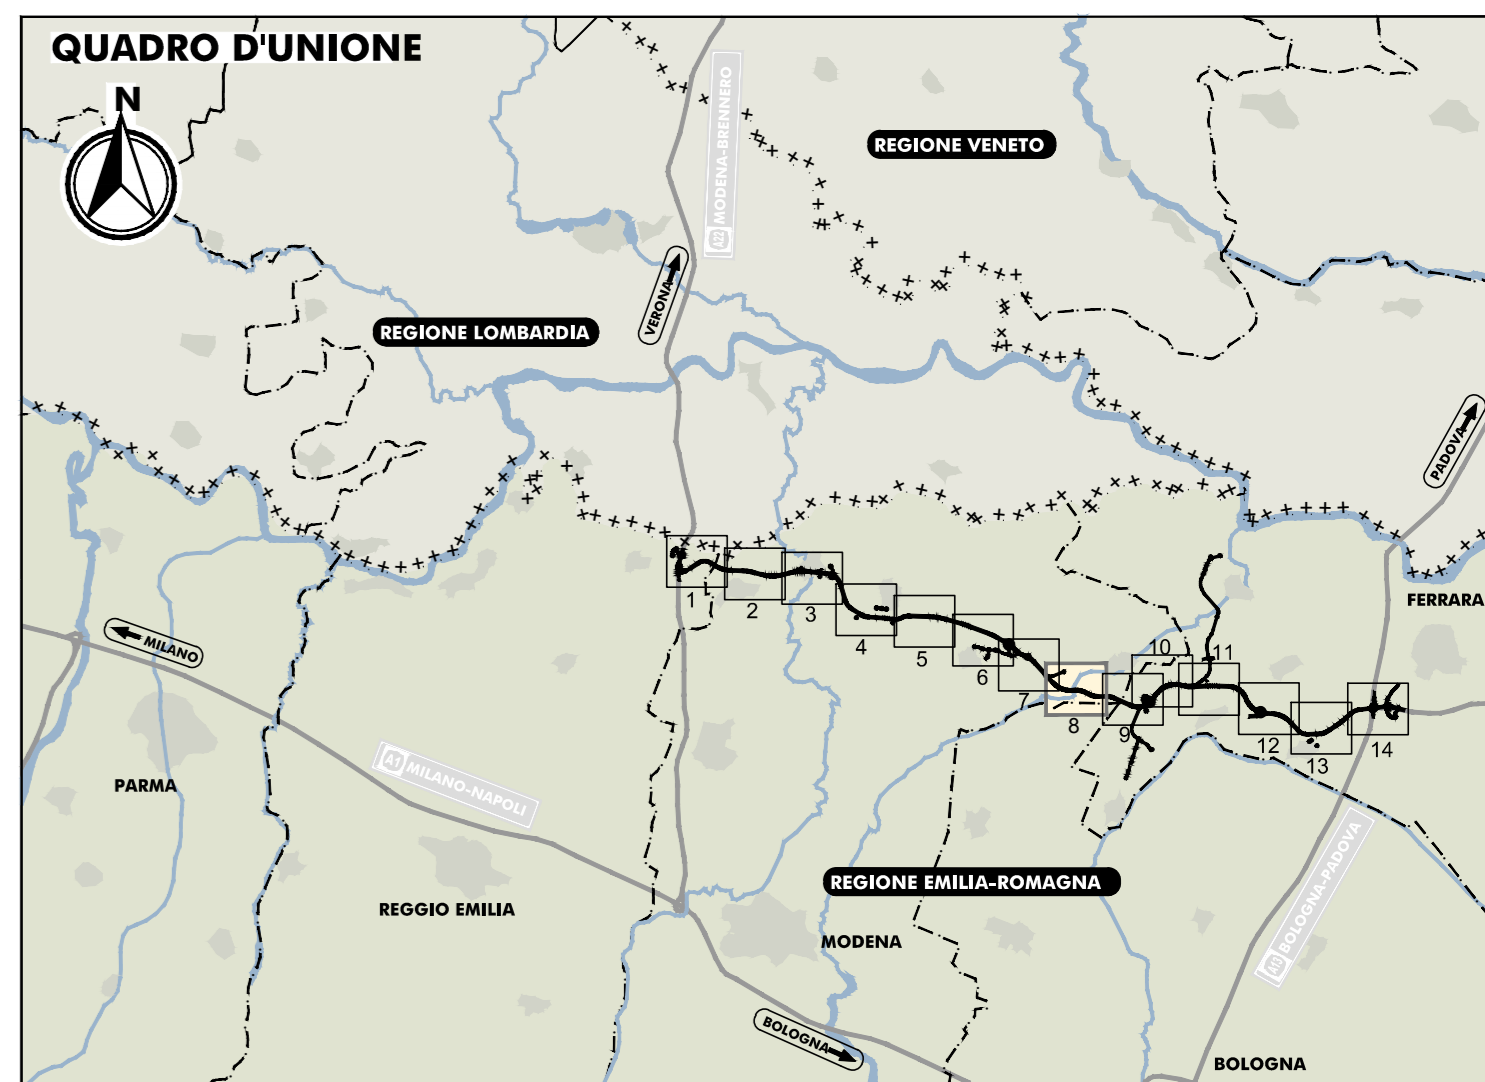 QUADRO D'UNIONE
N
A22 MODENA-BRENNERO
REGIONE VENETO
VERONA
REGIONE LOMBARDIA
PADOVA
FERRARA
MILANO
1
2
3
4
5
6
7
8
9
10
11
12
13
14
PARMA
A1 MILANO-NAPOLI
REGIONE EMILIA-ROMAGNA
REGGIO EMILIA
MODENA
A13 BOLOGNA-PADOVA
BOLOGNA
BOLOGNA